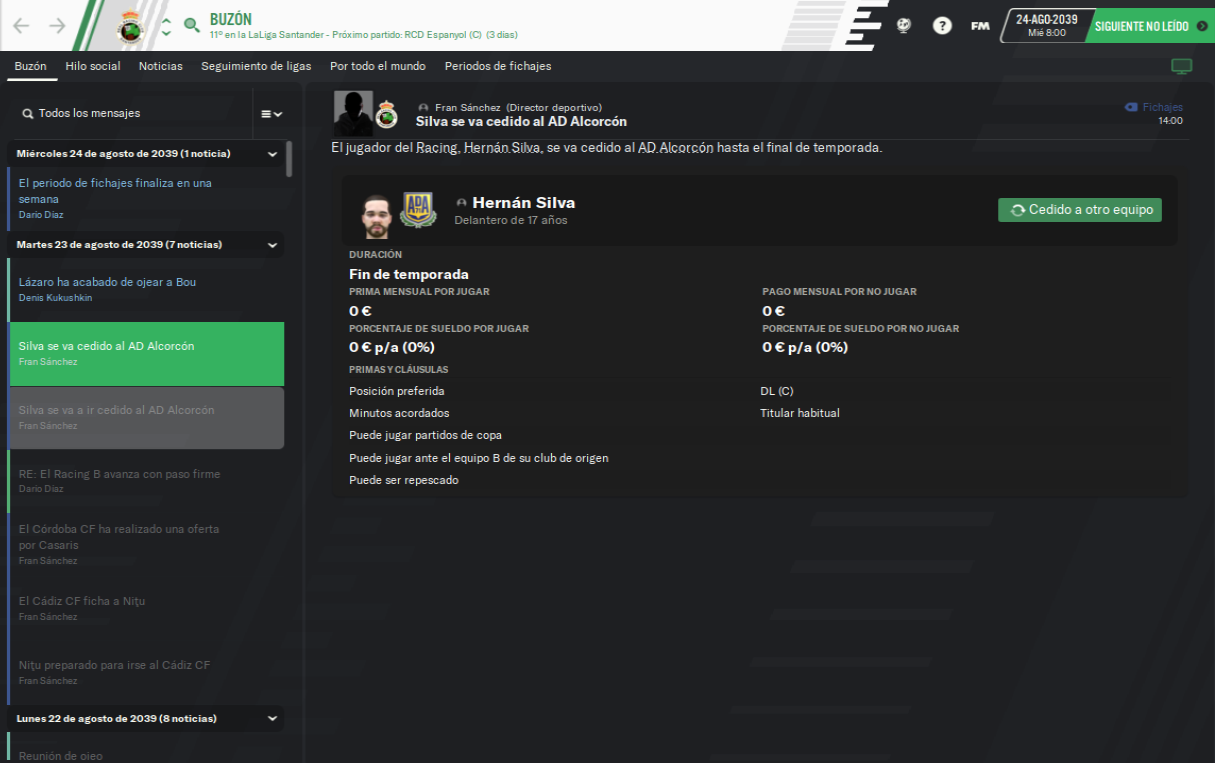 BUZÓN
11º en la LaLiga Santander - Próximo partido: RCD Espanyol (C) (3 días)
?
FM
24-AGO-2039
Mié 8:00
SIGUIENTE NO LEÍDO
Buzón Hilo social Noticias Seguimiento de ligas Por todo el mundo Periodos de fichajes
Todos los mensajes
Miércoles 24 de agosto de 2039 (1 noticia)
El periodo de fichajes finaliza en una
semana
Darío Díaz
Martes 23 de agosto de 2039 (7 noticias)
Lázaro ha acabado de ojear a Bou
Denis Kukushkin
Silva se va cedido al AD Alcorcón
Fran Sánchez
Silva se va a ir cedido al AD Alcorcón
Fran Sánchez
RE: El Racing B avanza con paso firme
Darío Díaz
El Córdoba CF ha realizado una oferta
por Casaris
Fran Sánchez
El Cádiz CF ficha a Nițu
Fran Sánchez
Nițu preparado para irse al Cádiz CF
Fran Sánchez
Lunes 22 de agosto de 2039 (8 noticias)
Reunión de ojeo
Fran Sánchez (Director deportivo)
Silva se va cedido al AD Alcorcón
Fichajes
14:00
El jugador del Racing, Hernán Silva, se va cedido al AD Alcorcón hasta el final de temporada.
Hernán Silva
Delantero de 17 años
Cedido a otro equipo
DURACIÓN
Fin de temporada
PRIMA MENSUAL POR JUGAR PAGO MENSUAL POR NO JUGAR
0 € 0 €
PORCENTAJE DE SUELDO POR JUGAR PORCENTAJE DE SUELDO POR NO JUGAR
0 € p/a (0%) 0 € p/a (0%)
PRIMAS Y CLÁUSULAS
Posición preferida DL (C)
Minutos acordados Titular habitual
Puede jugar partidos de copa
Puede jugar ante el equipo B de su club de origen
Puede ser repescado